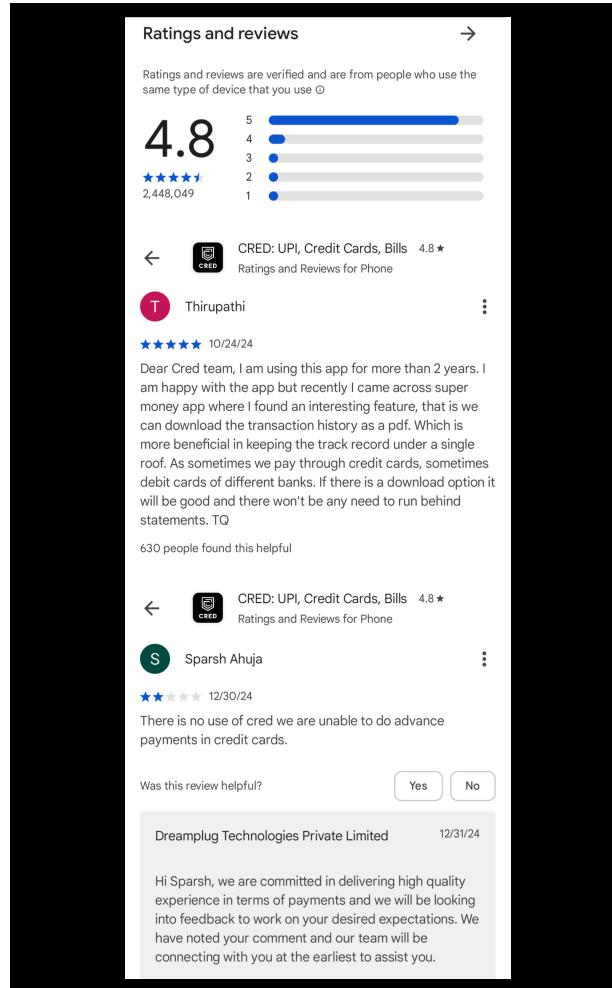 Ratings and reviews
Ratings and reviews are verified and are from people who use the
same type of device that you use
4.8
2,448,049
5
4
3
2
1
CRED: UPI, Credit Cards, Bills 4.8★
CRED
Ratings and Reviews for Phone
T Thirupathi
10/24/24
Dear Cred team, I am using this app for more than 2 years. I
am happy with the app but recently I came across super
money app where I found an interesting feature, that is we
can download the transaction history as a pdf. Which is
more beneficial in keeping the track record under a single
roof. As sometimes we pay through credit cards, sometimes
debit cards of different banks. If there is a download option it
will be good and there won't be any need to run behind
statements. TQ
630 people found this helpful
CRED: UPI, Credit Cards, Bills 4.8★
CRED
Ratings and Reviews for Phone
S Sparsh Ahuja
12/30/24
There is no use of cred we are unable to do advance
payments in credit cards.
Was this review helpful? Yes No
Dreamplug Technologies Private Limited 12/31/24
Hi Sparsh, we are committed in delivering high quality
experience in terms of payments and we will be looking
into feedback to work on your desired expectations. We
have noted your comment and our team will be
connecting with you at the earliest to assist you.